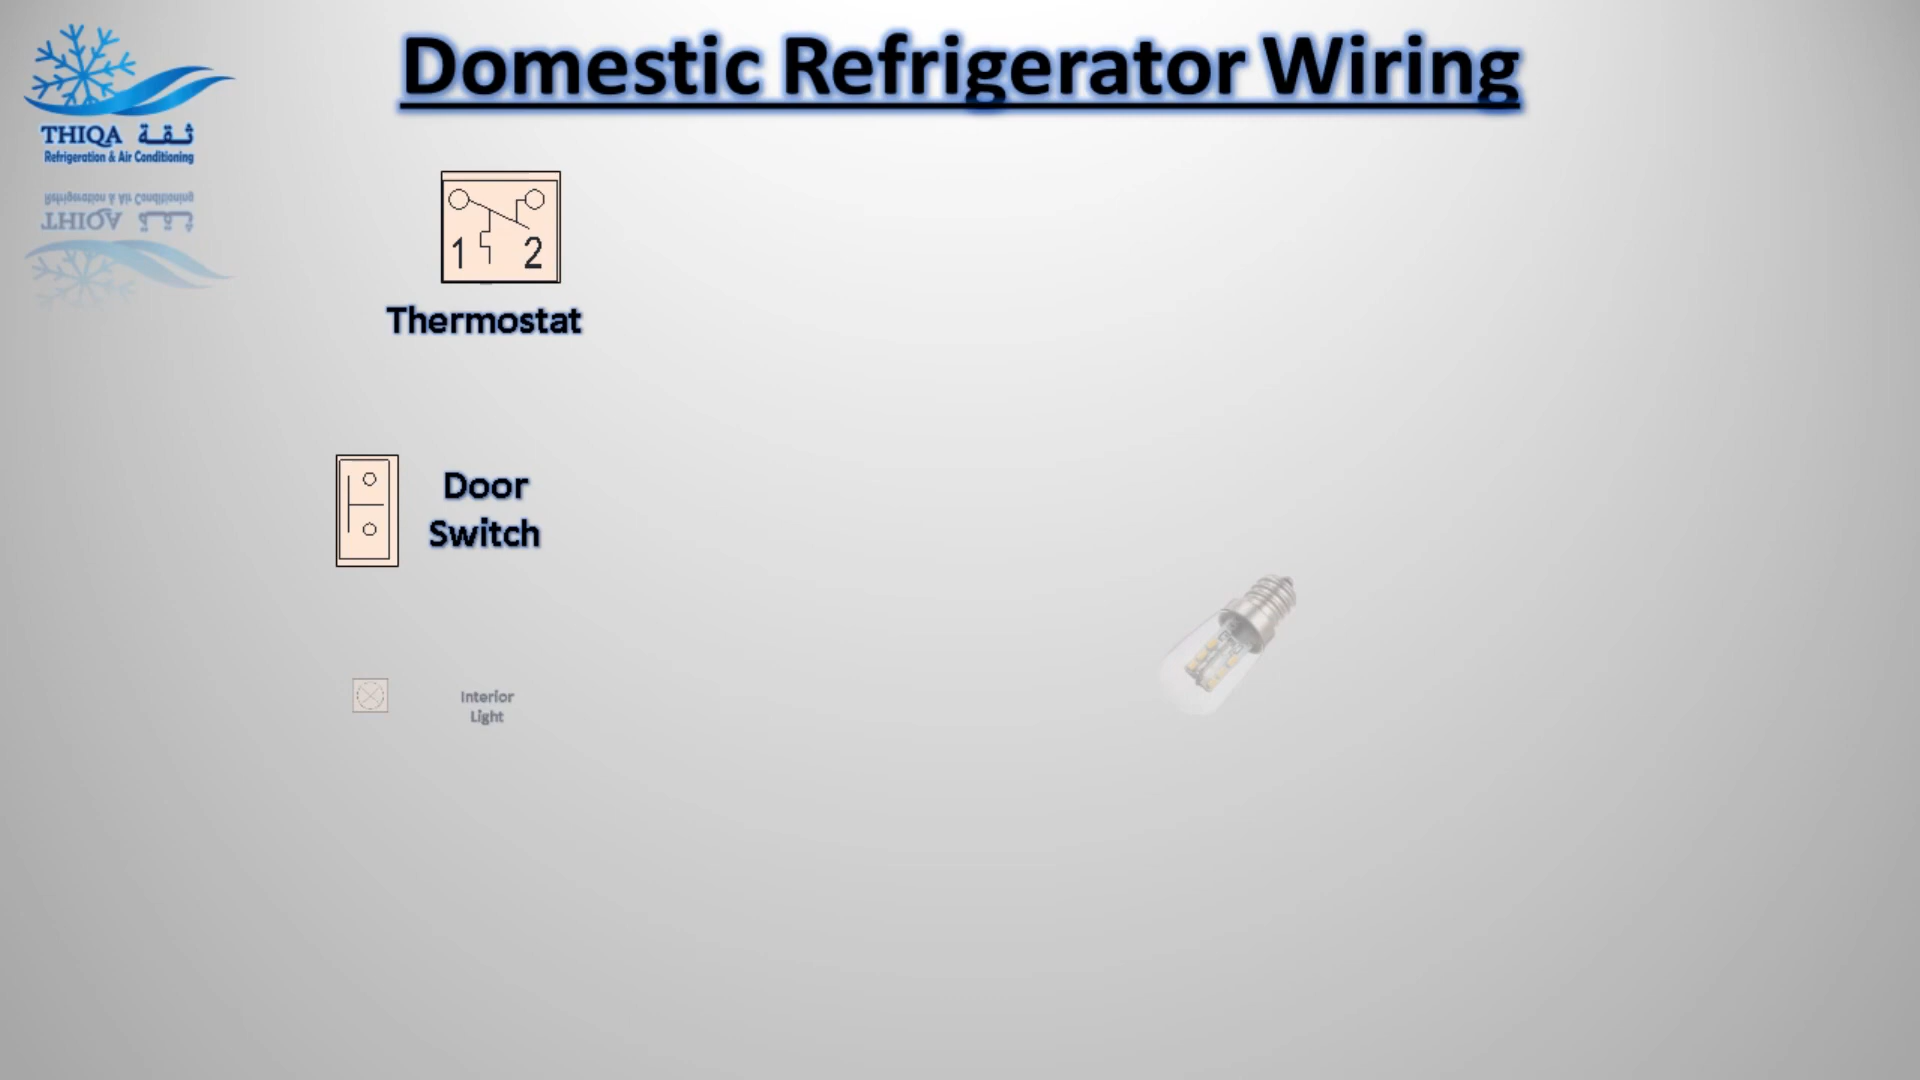 Domestic Refrigerator Wiring
THIQA ثقة
Refrigeration & Air Conditioning
1 2
Thermostat
Door
Switch
Interior
Light